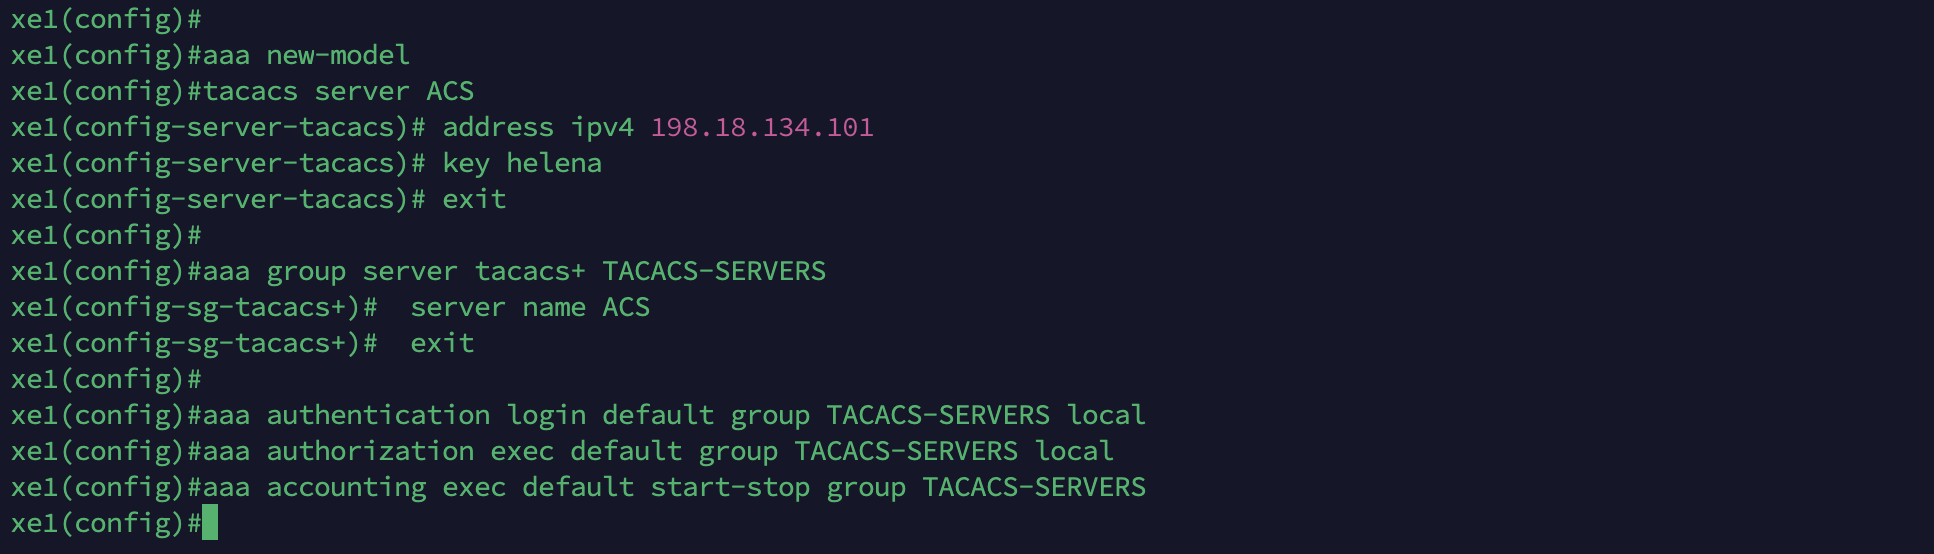 xe1(config)#
xe1(config)#aaa new-model
xe1(config)#tacacs server ACS
xe1(config-server-tacacs)# address ipv4 198.18.134.101
xe1(config-server-tacacs)# key helena
xe1(config-server-tacacs)# exit
xe1(config)#
xe1(config)#aaa group server tacacs+ TACACS-SERVERS
xe1(config-sg-tacacs+)#  server name ACS
xe1(config-sg-tacacs+)#  exit
xe1(config)#
xe1(config)#aaa authentication login default group TACACS-SERVERS local
xe1(config)#aaa authorization exec default group TACACS-SERVERS local
xe1(config)#aaa accounting exec default start-stop group TACACS-SERVERS
xe1(config)#